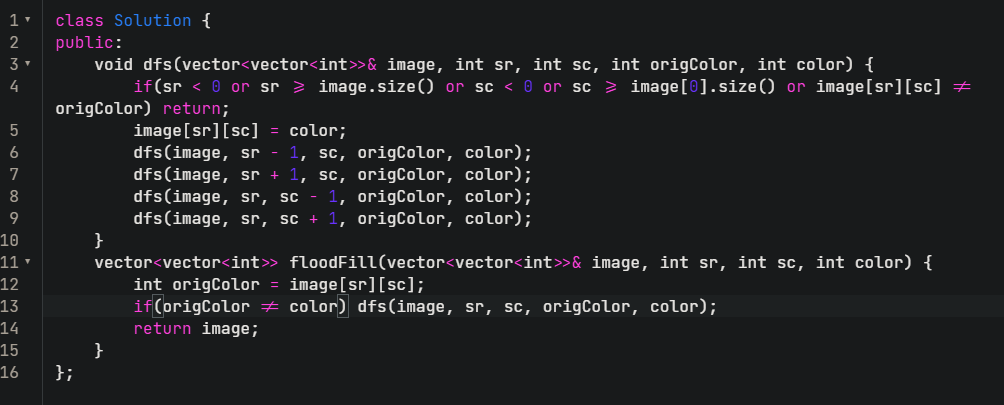 1 class Solution {
2 public:
3     void dfs(vector<vector<int>>& image, int sr, int sc, int origColor, int color) {
4         if(sr < 0 or sr ≥ image.size() or sc < 0 or sc ≥ image[0].size() or image[sr][sc] ≠
origColor) return;
5         image[sr][sc] = color;
6         dfs(image, sr - 1, sc, origColor, color);
7         dfs(image, sr + 1, sc, origColor, color);
8         dfs(image, sr, sc - 1, origColor, color);
9         dfs(image, sr, sc + 1, origColor, color);
10     }
11     vector<vector<int>> floodFill(vector<vector<int>>& image, int sr, int sc, int color) {
12         int origColor = image[sr][sc];
13         if(origColor ≠ color) dfs(image, sr, sc, origColor, color);
14         return image;
15     }
16 };